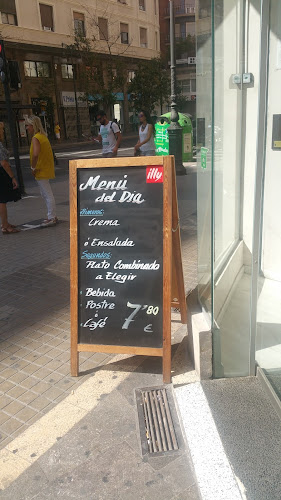 illy
Menú
del Día
Primeros
Crema
ó Ensalada
Segundos
Plato Combinado
a Elegir
· Bebida
Postre
ó
· Café
7'80
€